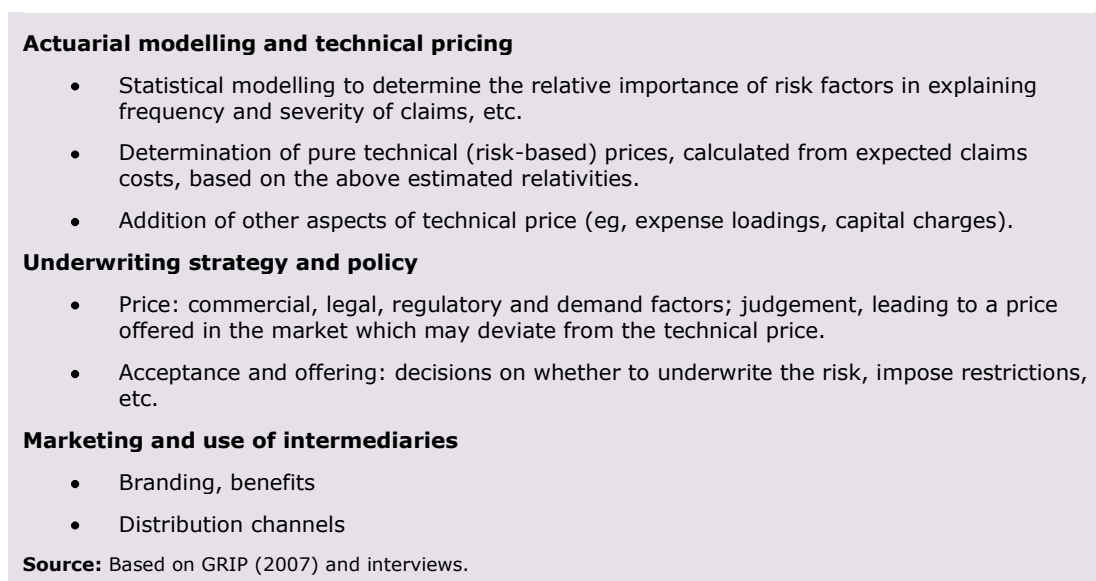 Actuarial modelling and technical pricing
• Statistical modelling to determine the relative importance of risk factors in explaining
frequency and severity of claims, etc.
• Determination of pure technical (risk-based) prices, calculated from expected claims
costs, based on the above estimated relativities.
• Addition of other aspects of technical price (eg, expense loadings, capital charges).
Underwriting strategy and policy
• Price: commercial, legal, regulatory and demand factors; judgement, leading to a price
offered in the market which may deviate from the technical price.
• Acceptance and offering: decisions on whether to underwrite the risk, impose restrictions,
etc.
Marketing and use of intermediaries
• Branding, benefits
• Distribution channels
Source: Based on GRIP (2007) and interviews.